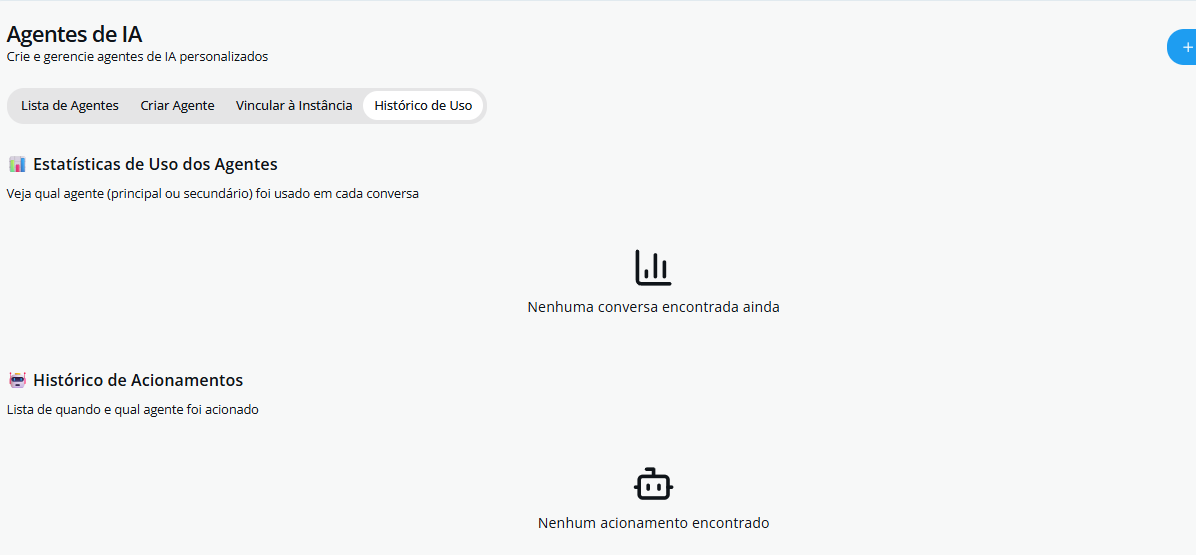 Agentes de IA
Crie e gerencie agentes de IA personalizados
+
Lista de Agentes Criar Agente Vincular à Instância Histórico de Uso
Estatísticas de Uso dos Agentes
Veja qual agente (principal ou secundário) foi usado em cada conversa
Nenhuma conversa encontrada ainda
Histórico de Acionamentos
Lista de quando e qual agente foi acionado
Nenhum acionamento encontrado